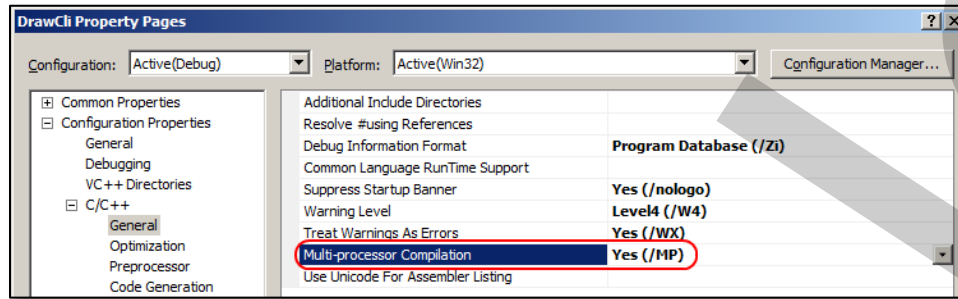 DrawCli Property Pages
Configuration: Active(Debug) Platform: Active(Win32) Configuration Manager...
Common Properties
Configuration Properties
General
Debugging
VC++ Directories
C/C++
General
Optimization
Preprocessor
Code Generation
Additional Include Directories
Resolve #using References
Debug Information Format Program Database (/Zi)
Common Language RunTime Support
Suppress Startup Banner Yes (/nologo)
Warning Level Level4 (/W4)
Treat Warnings As Errors Yes (/WX)
Multi-processor Compilation Yes (/MP)
Use Unicode For Assembler Listing